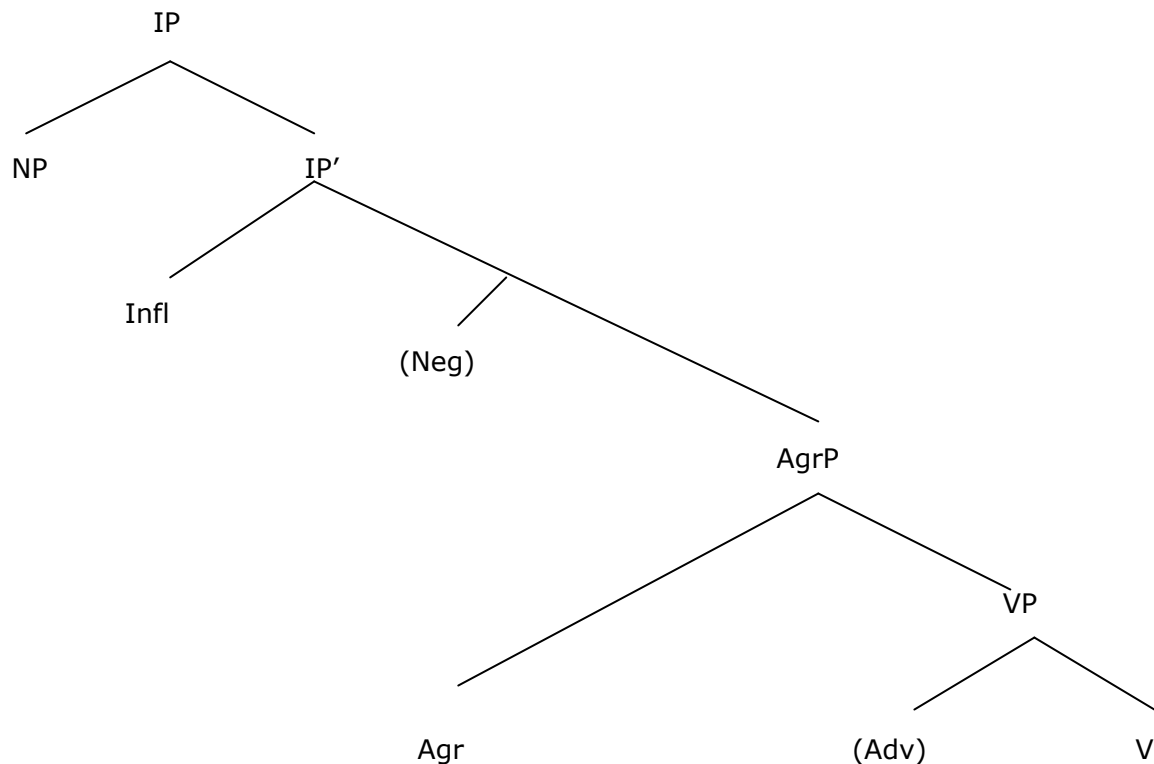 IP
NP IP’
Infl
(Neg)
AgrP
VP
Agr (Adv) V